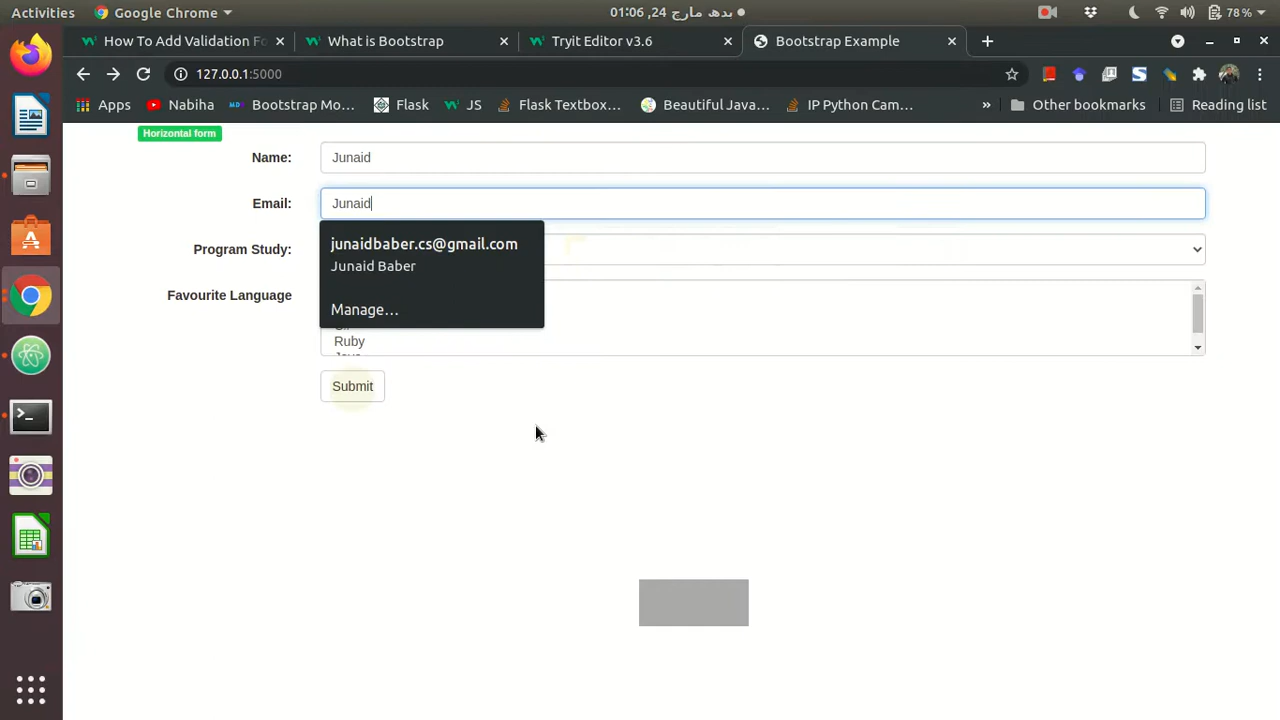 Activities Google Chrome بدھ مارچ 24, 01:06 78 %
How To Add Validation Fo What is Bootstrap Tryit Editor v3.6 Bootstrap Example
127.0.0.1:5000
Apps Nabiha Bootstrap Mo... Flask JS Flask Textbox... Beautiful Java... IP Python Cam... » Other bookmarks Reading list
Horizontal form
Name: Junaid
Email: Junaid
junaidbaber.cs@gmail.com
Program Study:
Junaid Baber
Favourite Language
Manage...
Ruby
Java
Submit